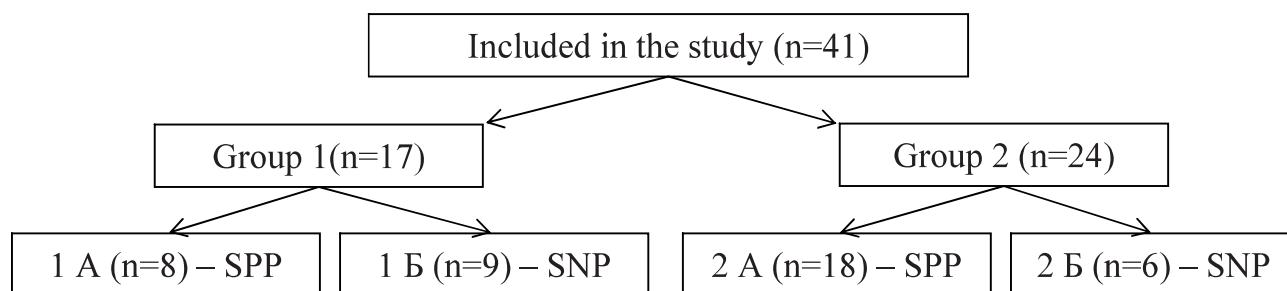 Included in the study (n=41)
Group 1(n=17)
Group 2 (n=24)
1 А (n=8) – SPP
1 Б (n=9) – SNP
2 А (n=18) – SPP
2 Б (n=6) – SNP